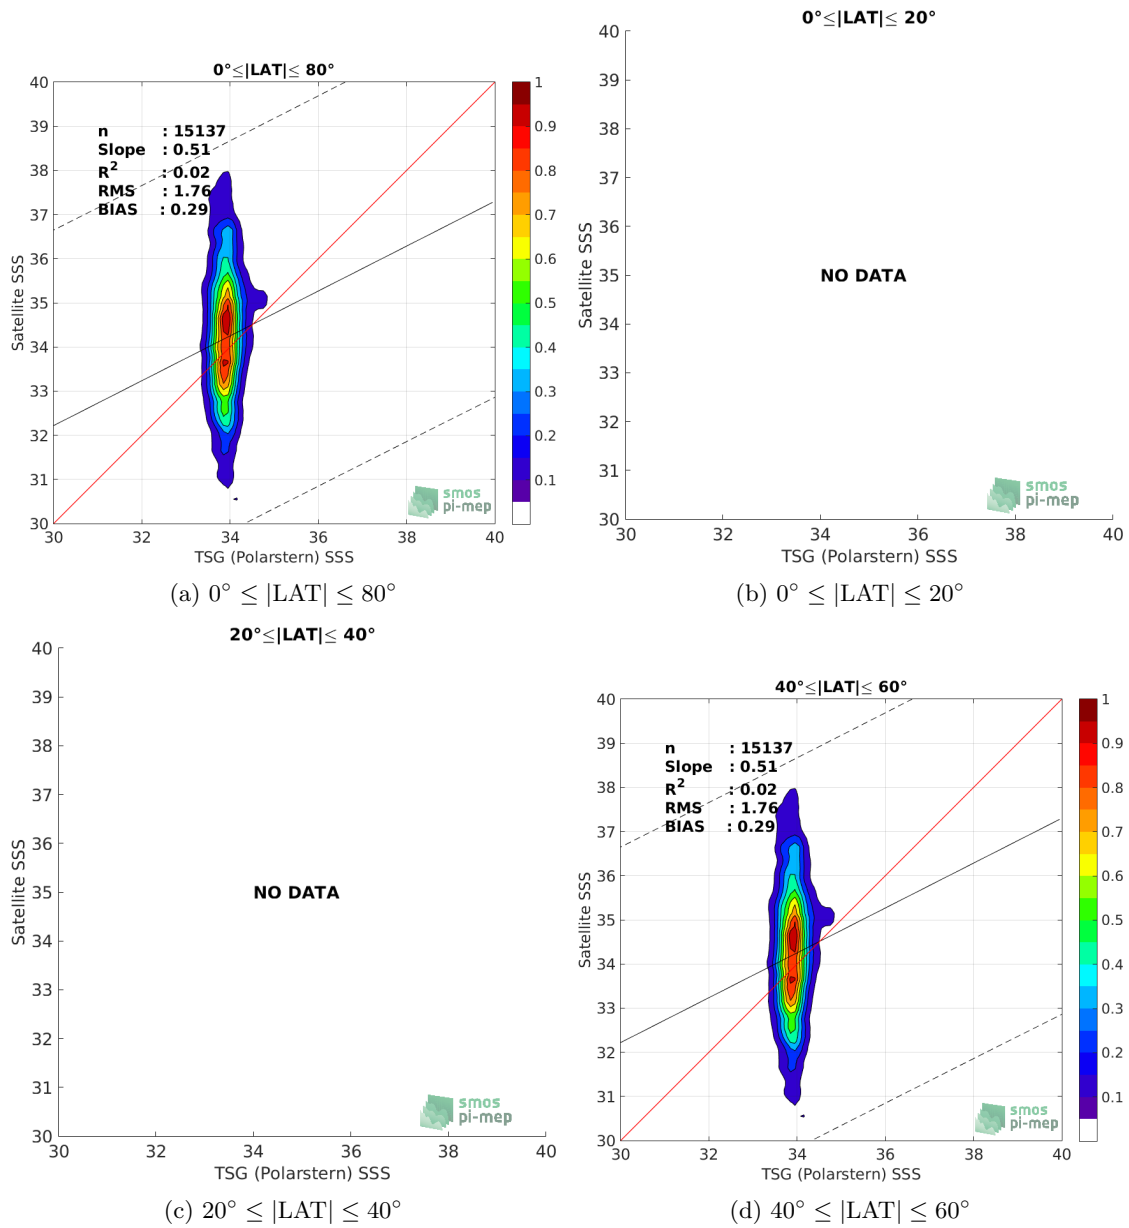 0°≤|LAT|≤ 80°
40
39
38
37
36
35
34
33
32
31
30
Satellite SSS
n : 15137
Slope : 0.51
R² : 0.02
RMS : 1.76
BIAS : 0.29
smos
pi-mep
30 32 34 36 38 40
TSG (Polarstern) SSS
1
0.9
0.8
0.7
0.6
0.5
0.4
0.3
0.2
0.1
(a) 0° ≤ |LAT| ≤ 80°
0°≤|LAT|≤ 20°
40
39
38
37
36
35
34
33
32
31
30
Satellite SSS
NO DATA
smos
pi-mep
30 32 34 36 38 40
TSG (Polarstern) SSS
(b) 0° ≤ |LAT| ≤ 20°
20°≤|LAT|≤ 40°
40
39
38
37
36
35
34
33
32
31
30
Satellite SSS
NO DATA
smos
pi-mep
30 32 34 36 38 40
TSG (Polarstern) SSS
(c) 20° ≤ |LAT| ≤ 40°
40°≤|LAT|≤ 60°
40
39
38
37
36
35
34
33
32
31
30
Satellite SSS
n : 15137
Slope : 0.51
R² : 0.02
RMS : 1.76
BIAS : 0.29
smos
pi-mep
30 32 34 36 38 40
TSG (Polarstern) SSS
1
0.9
0.8
0.7
0.6
0.5
0.4
0.3
0.2
0.1
(d) 40° ≤ |LAT| ≤ 60°